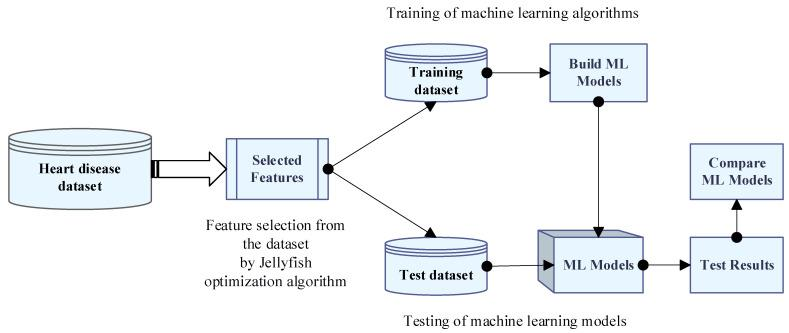 Training of machine learning algorithms
Training
dataset
Build ML
Models
Heart disease
dataset
Selected
Features
Compare
ML Models
Feature selection from
the dataset
by Jellyfish
optimization algorithm
Test dataset
ML Models
Test Results
Testing of machine learning models